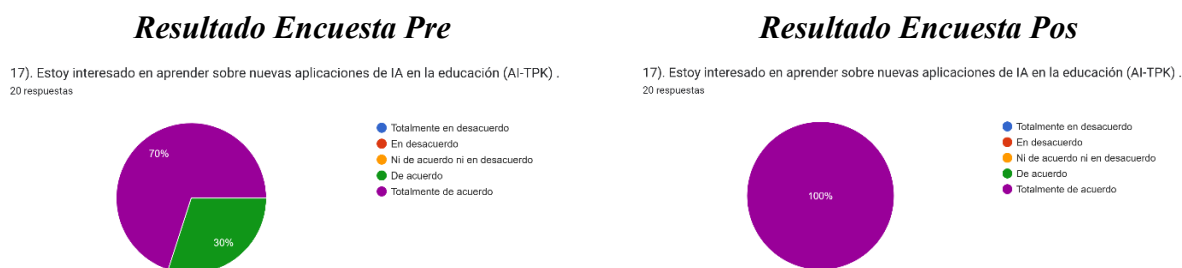 Resultado Encuesta Pre
17). Estoy interesado en aprender sobre nuevas aplicaciones de IA en la educación (AI-TPK) .
20 respuestas
70%
30%
Totalmente en desacuerdo
En desacuerdo
Ni de acuerdo ni en desacuerdo
De acuerdo
Totalmente de acuerdo
Resultado Encuesta Pos
17). Estoy interesado en aprender sobre nuevas aplicaciones de IA en la educación (AI-TPK) .
20 respuestas
100%
Totalmente en desacuerdo
En desacuerdo
Ni de acuerdo ni en desacuerdo
De acuerdo
Totalmente de acuerdo